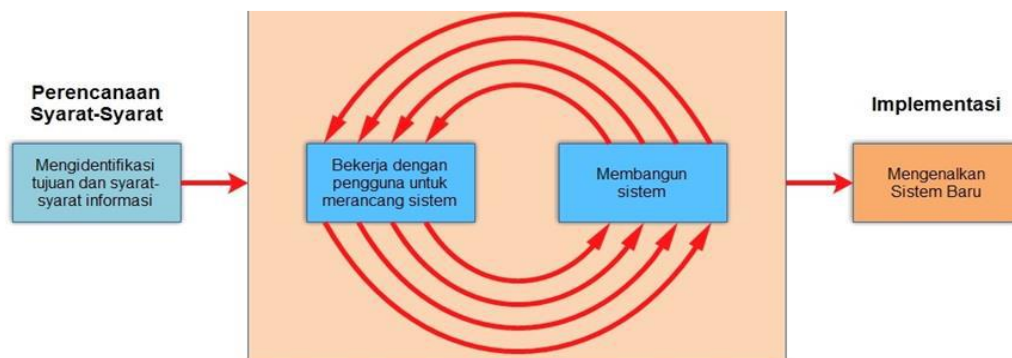 Perencanaan
Syarat-Syarat
Mengidentifikasi
tujuan dan syarat-
syarat informasi
Bekerja dengan
pengguna untuk
merancang sistem
Membangun
sistem
Implementasi
Mengenalkan
Sistem Baru